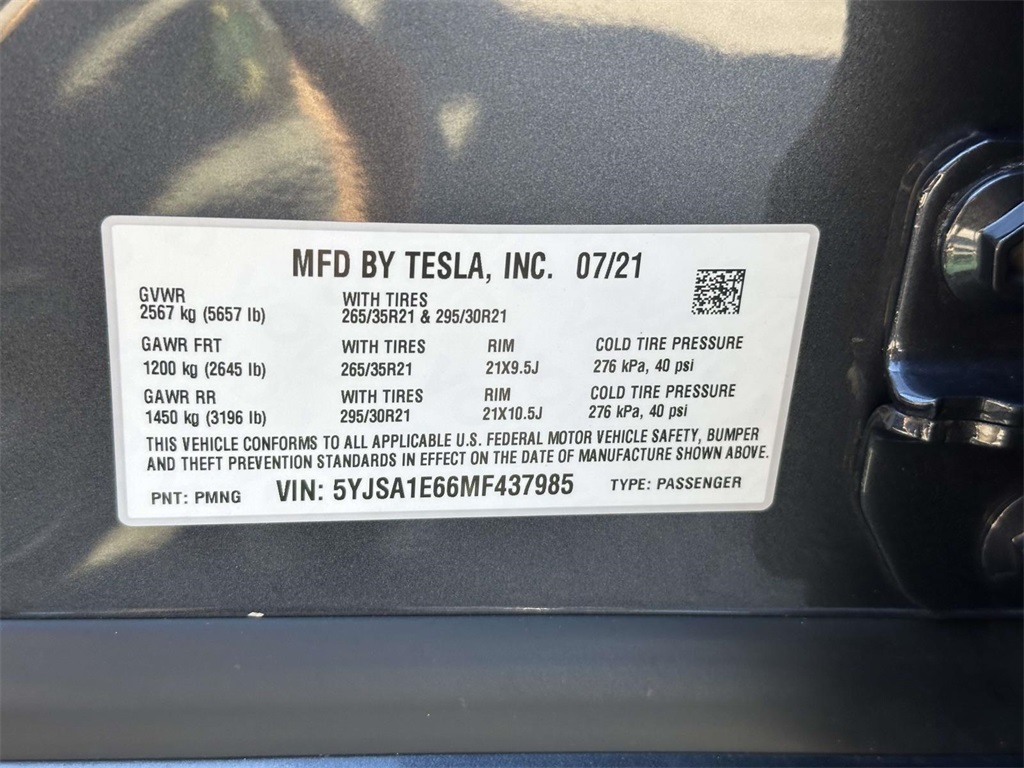 MFD BY TESLA, INC. 07/21
GVWR WITH TIRES
2567 kg (5657 lb) 265/35R21 & 295/30R21
GAWR FRT WITH TIRES RIM COLD TIRE PRESSURE
1200 kg (2645 lb) 265/35R21 21X9.5J 276 kPa, 40 psi
GAWR RR WITH TIRES RIM COLD TIRE PRESSURE
1450 kg (3196 lb) 295/30R21 21X10.5J 276 kPa, 40 psi
THIS VEHICLE CONFORMS TO ALL APPLICABLE U.S. FEDERAL MOTOR VEHICLE SAFETY, BUMPER
AND THEFT PREVENTION STANDARDS IN EFFECT ON THE DATE OF MANUFACTURE SHOWN ABOVE.
PNT: PMNG VIN: 5YJSA1E66MF437985 TYPE: PASSENGER